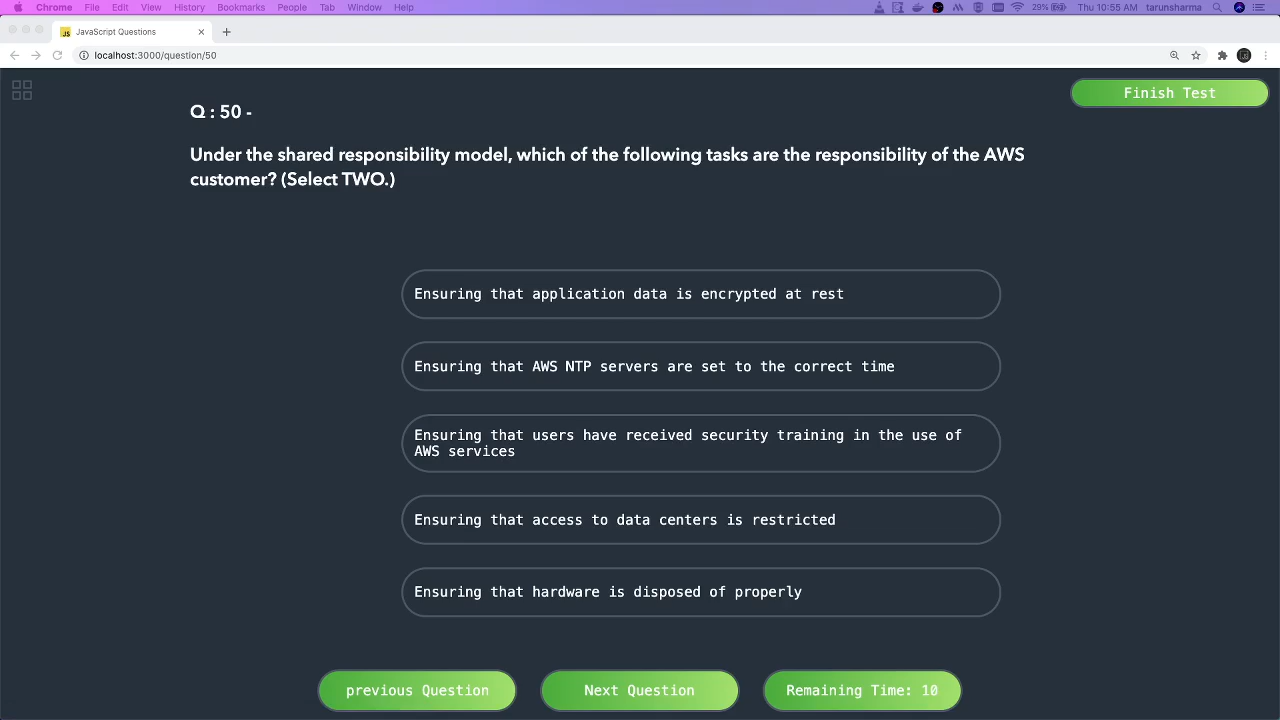 Chrome File Edit View History Bookmarks People Tab Window Help 29% Thu 10:55 AM tarunsharma
JS JavaScript Questions
localhost:3000/question/50
Finish Test
Q : 50 -
Under the shared responsibility model, which of the following tasks are the responsibility of the AWS
customer? (Select TWO.)
Ensuring that application data is encrypted at rest
Ensuring that AWS NTP servers are set to the correct time
Ensuring that users have received security training in the use of
AWS services
Ensuring that access to data centers is restricted
Ensuring that hardware is disposed of properly
previous Question Next Question Remaining Time: 10